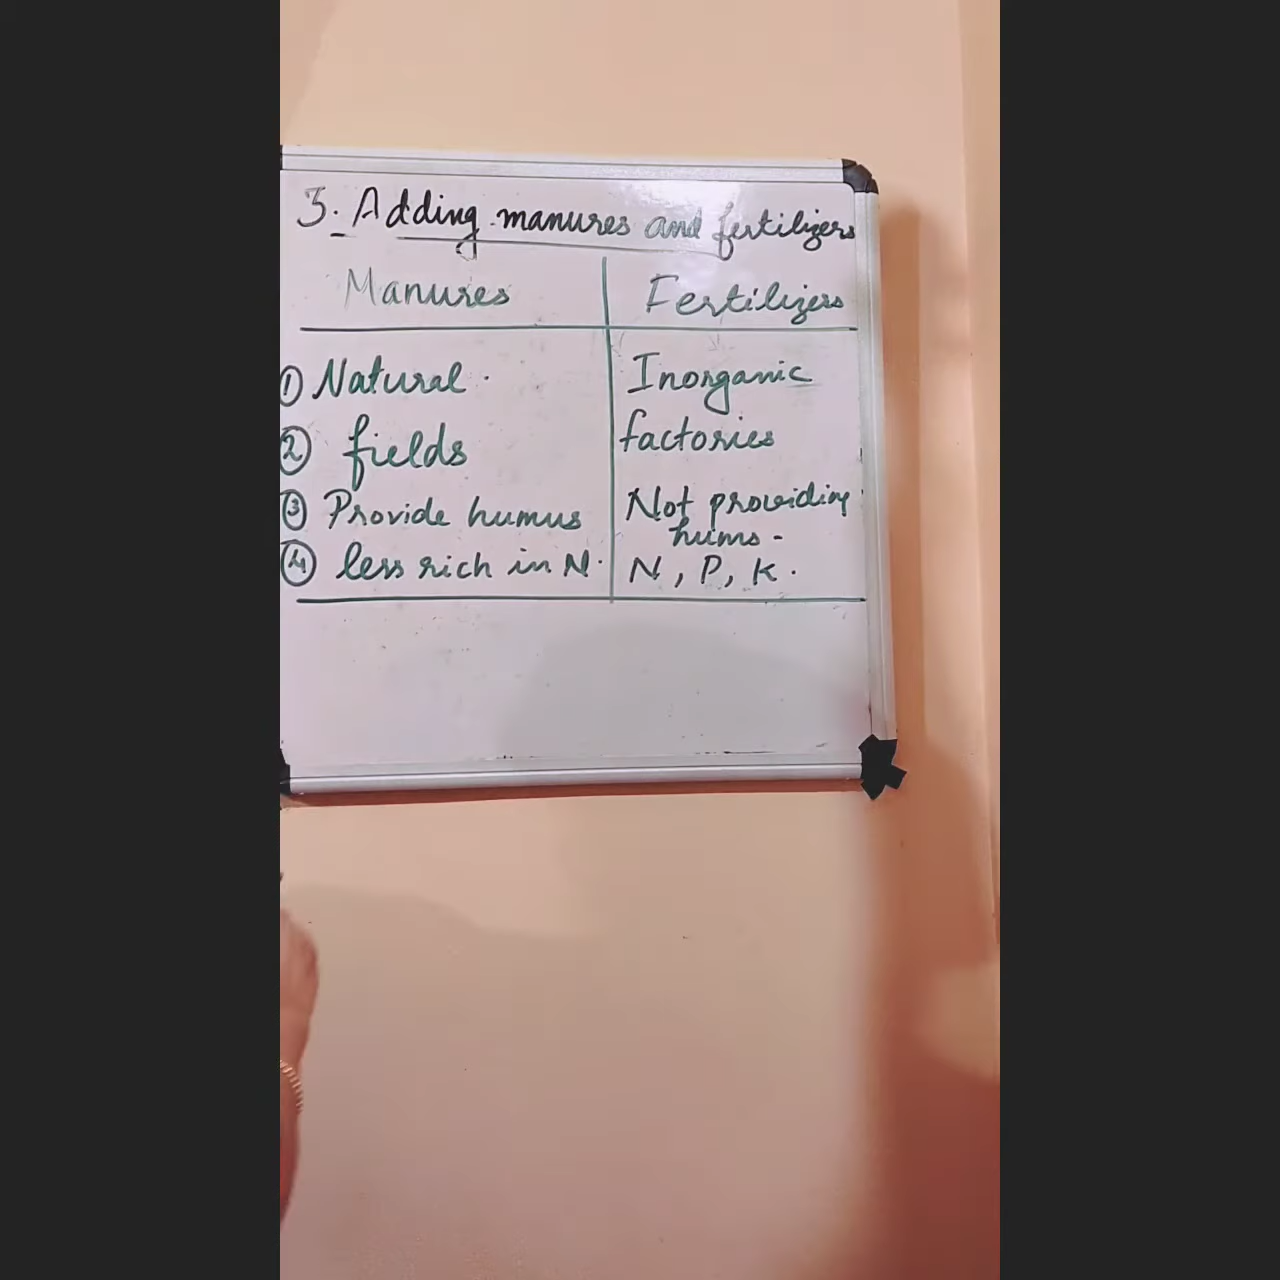 3. Adding manures and fertilizers
Manures Fertilizers
① Natural. Inorganic
② fields factories
③ Provide humus Not providing
hums -
④ less rich in N. N, P, K.